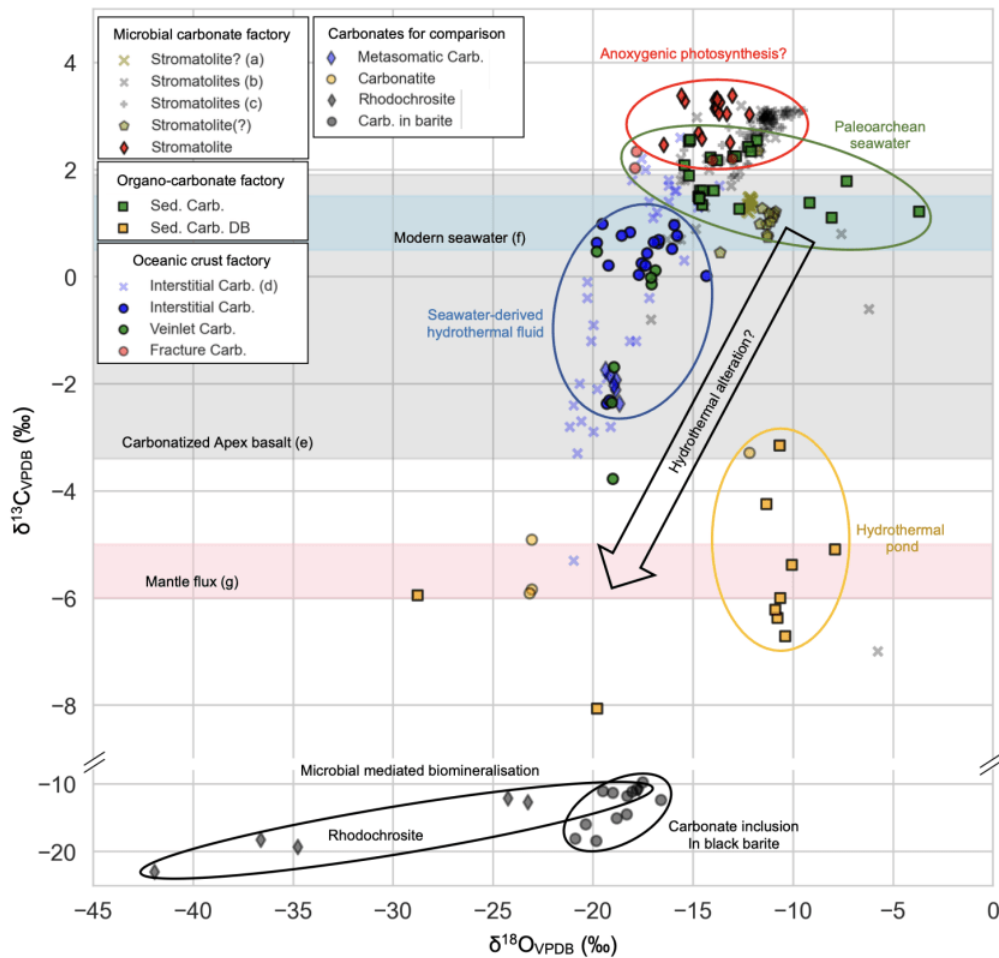 Microbial carbonate factory
Stromatolite? (a)
Stromatolites (b)
Stromatolites (c)
Stromatolite(?)
Stromatolite
Organo-carbonate factory
Sed. Carb.
Sed. Carb. DB
Oceanic crust factory
Interstitial Carb. (d)
Interstitial Carb.
Veinlet Carb.
Fracture Carb.
Carbonates for comparison
Metasomatic Carb.
Carbonatite
Rhodochrosite
Carb. in barite
Anoxygenic photosynthesis?
Paleoarchean
seawater
Modern seawater (f)
Seawater-derived
hydrothermal fluid
Hydrothermal alteration?
Carbonatized Apex basalt (e)
Hydrothermal
pond
Mantle flux (g)
Microbial mediated biomineralisation
Rhodochrosite
Carbonate inclusion
In black barite
4
2
0
−2
−4
−6
−8
−10
−20
δ13CVPDB (‰)
−45 −40 −35 −30 −25 −20 −15 −10 −5 0
δ18OVPDB (‰)